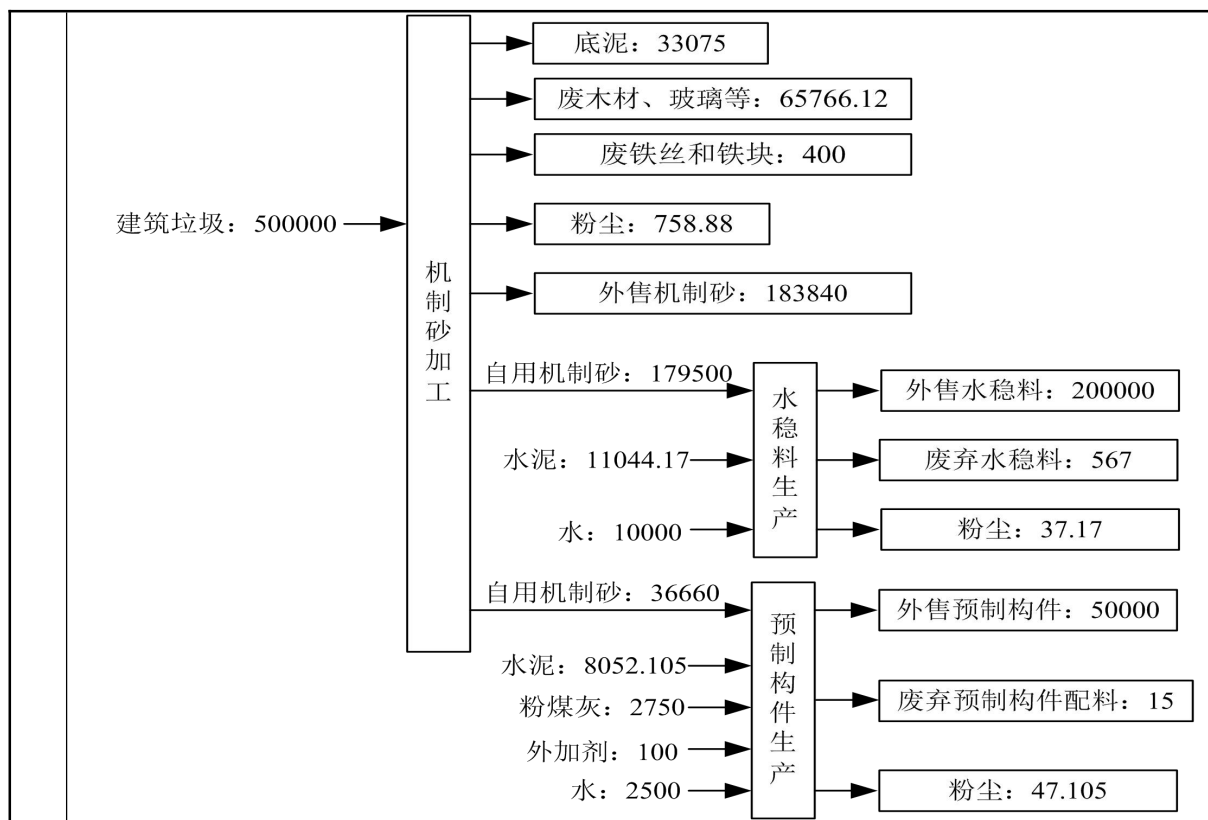 底泥：33075
废木材、玻璃等：65766.12
废铁丝和铁块：400
建筑垃圾：500000
粉尘：758.88
机制砂加工
外售机制砂：183840
自用机制砂：179500
水稳料生产
外售水稳料：200000
水泥：11044.17
废弃水稳料：567
水：10000
粉尘：37.17
自用机制砂：36660
预制构件生产
外售预制构件：50000
水泥：8052.105
粉煤灰：2750
废弃预制构件配料：15
外加剂：100
水：2500
粉尘：47.105